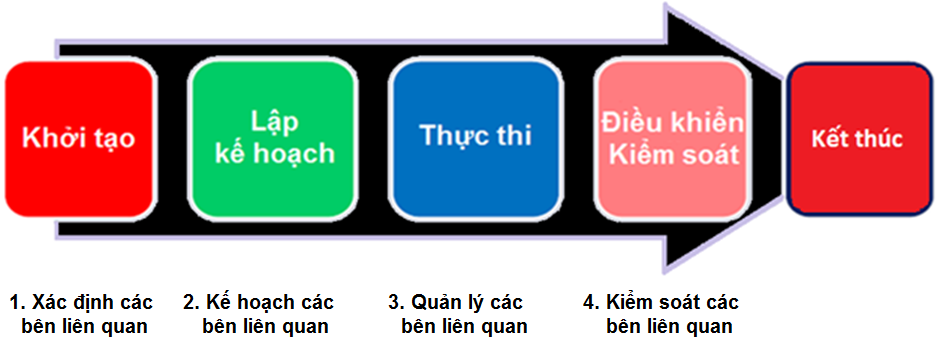 Khởi tạo
Lập
kế hoạch
Thực thi
Điều khiển
Kiểm soát
Kết thúc
1. Xác định các
bên liên quan
2. Kế hoạch các
bên liên quan
3. Quản lý các
bên liên quan
4. Kiểm soát các
bên liên quan